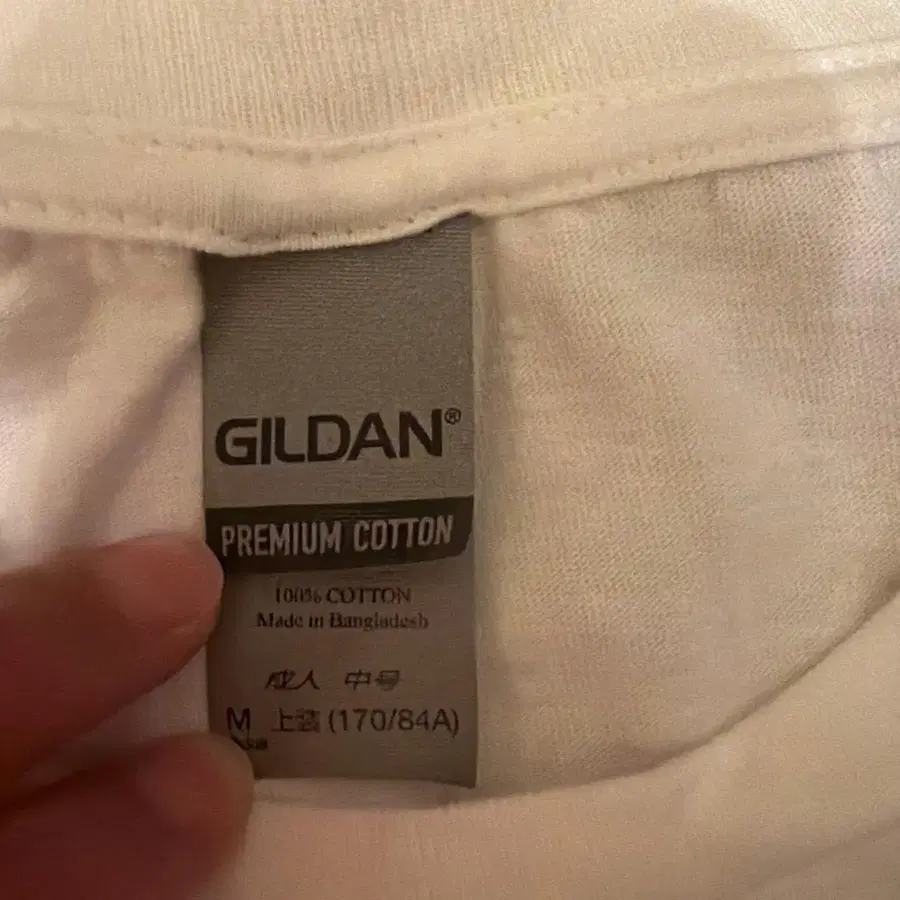 GILDAN®
PREMIUM COTTON
100% COTTON
Made in Bangladesh
成人 中号
M 上装 (170/84A)